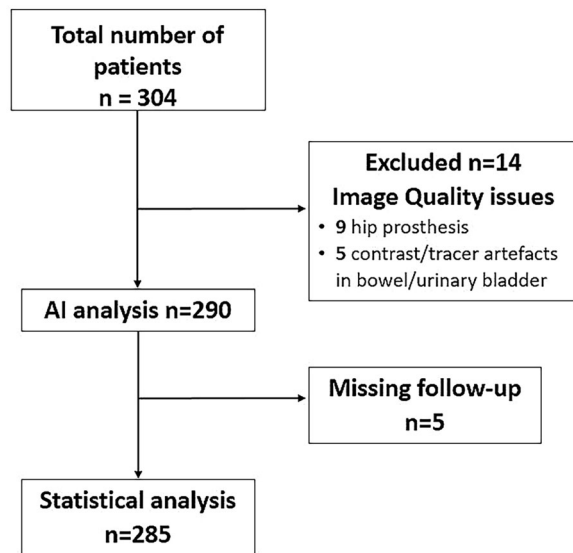 Total number of
patients
n = 304
Excluded n=14
Image Quality issues
• 9 hip prosthesis
• 5 contrast/tracer artefacts
in bowel/urinary bladder
AI analysis n=290
Missing follow-up
n=5
Statistical analysis
n=285